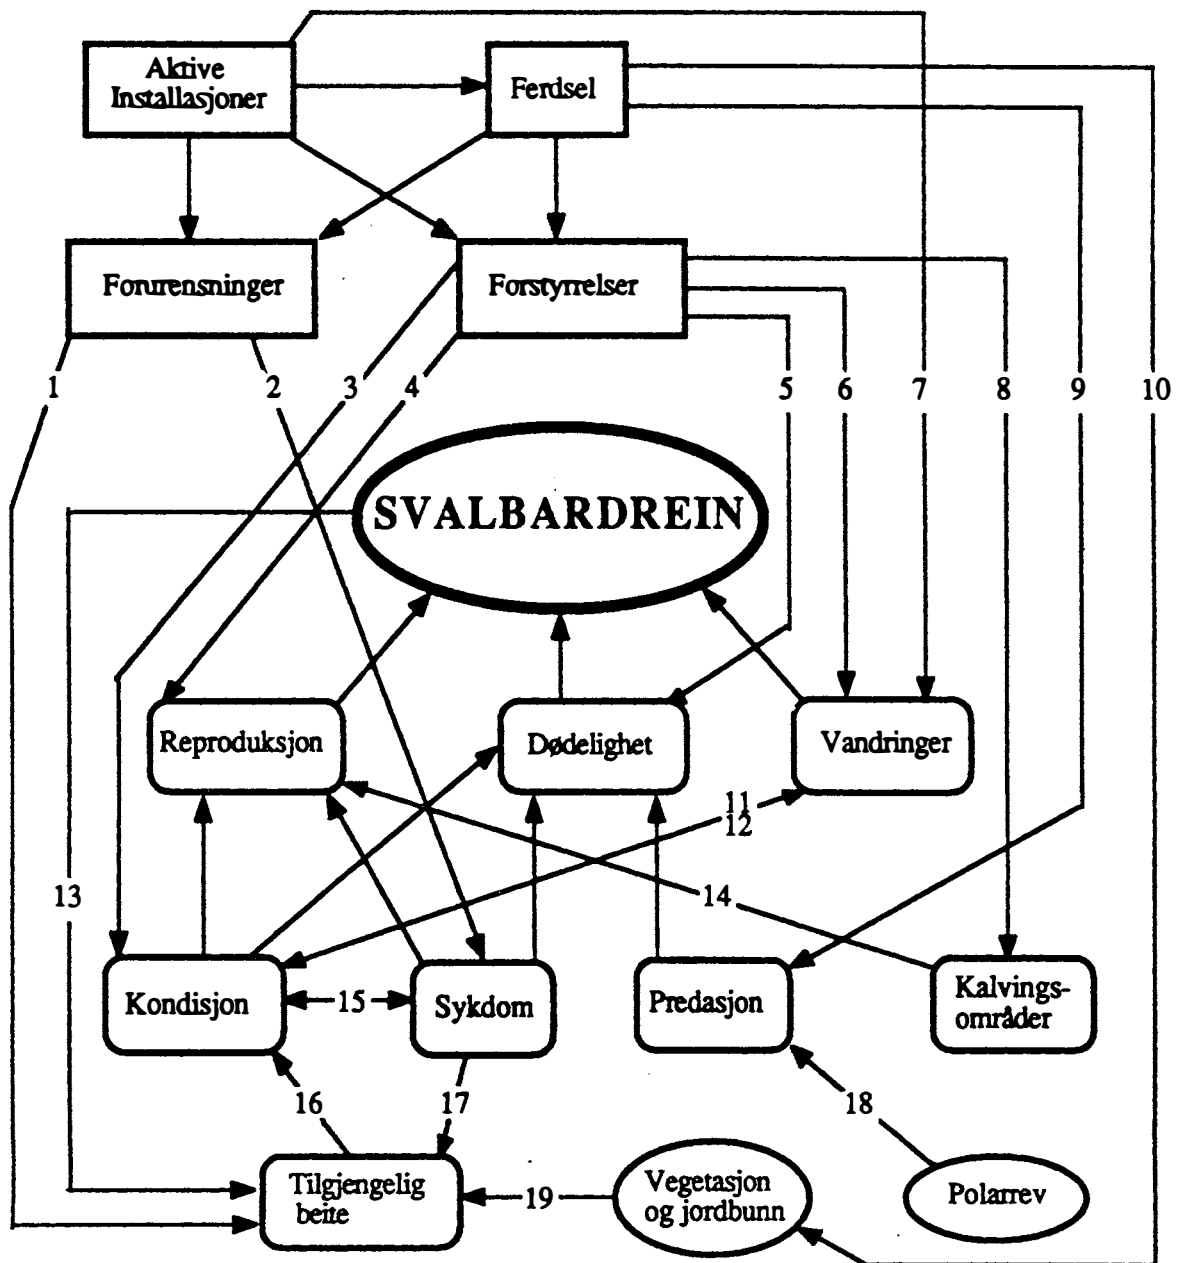 Aktive
Installasjoner
Ferdsel
Forurensninger
Forstyrrelser
1
2
3
4
5
6
7
8
9
10
SVALBARDREIN
Reproduksjon
Dødelighet
Vandringer
11
12
13
14
Kondisjon
15
Sykdom
Predasjon
Kalvings-
områder
16
17
18
Tilgjengelig
beite
19
Vegetasjon
og jordbunn
Polarrev